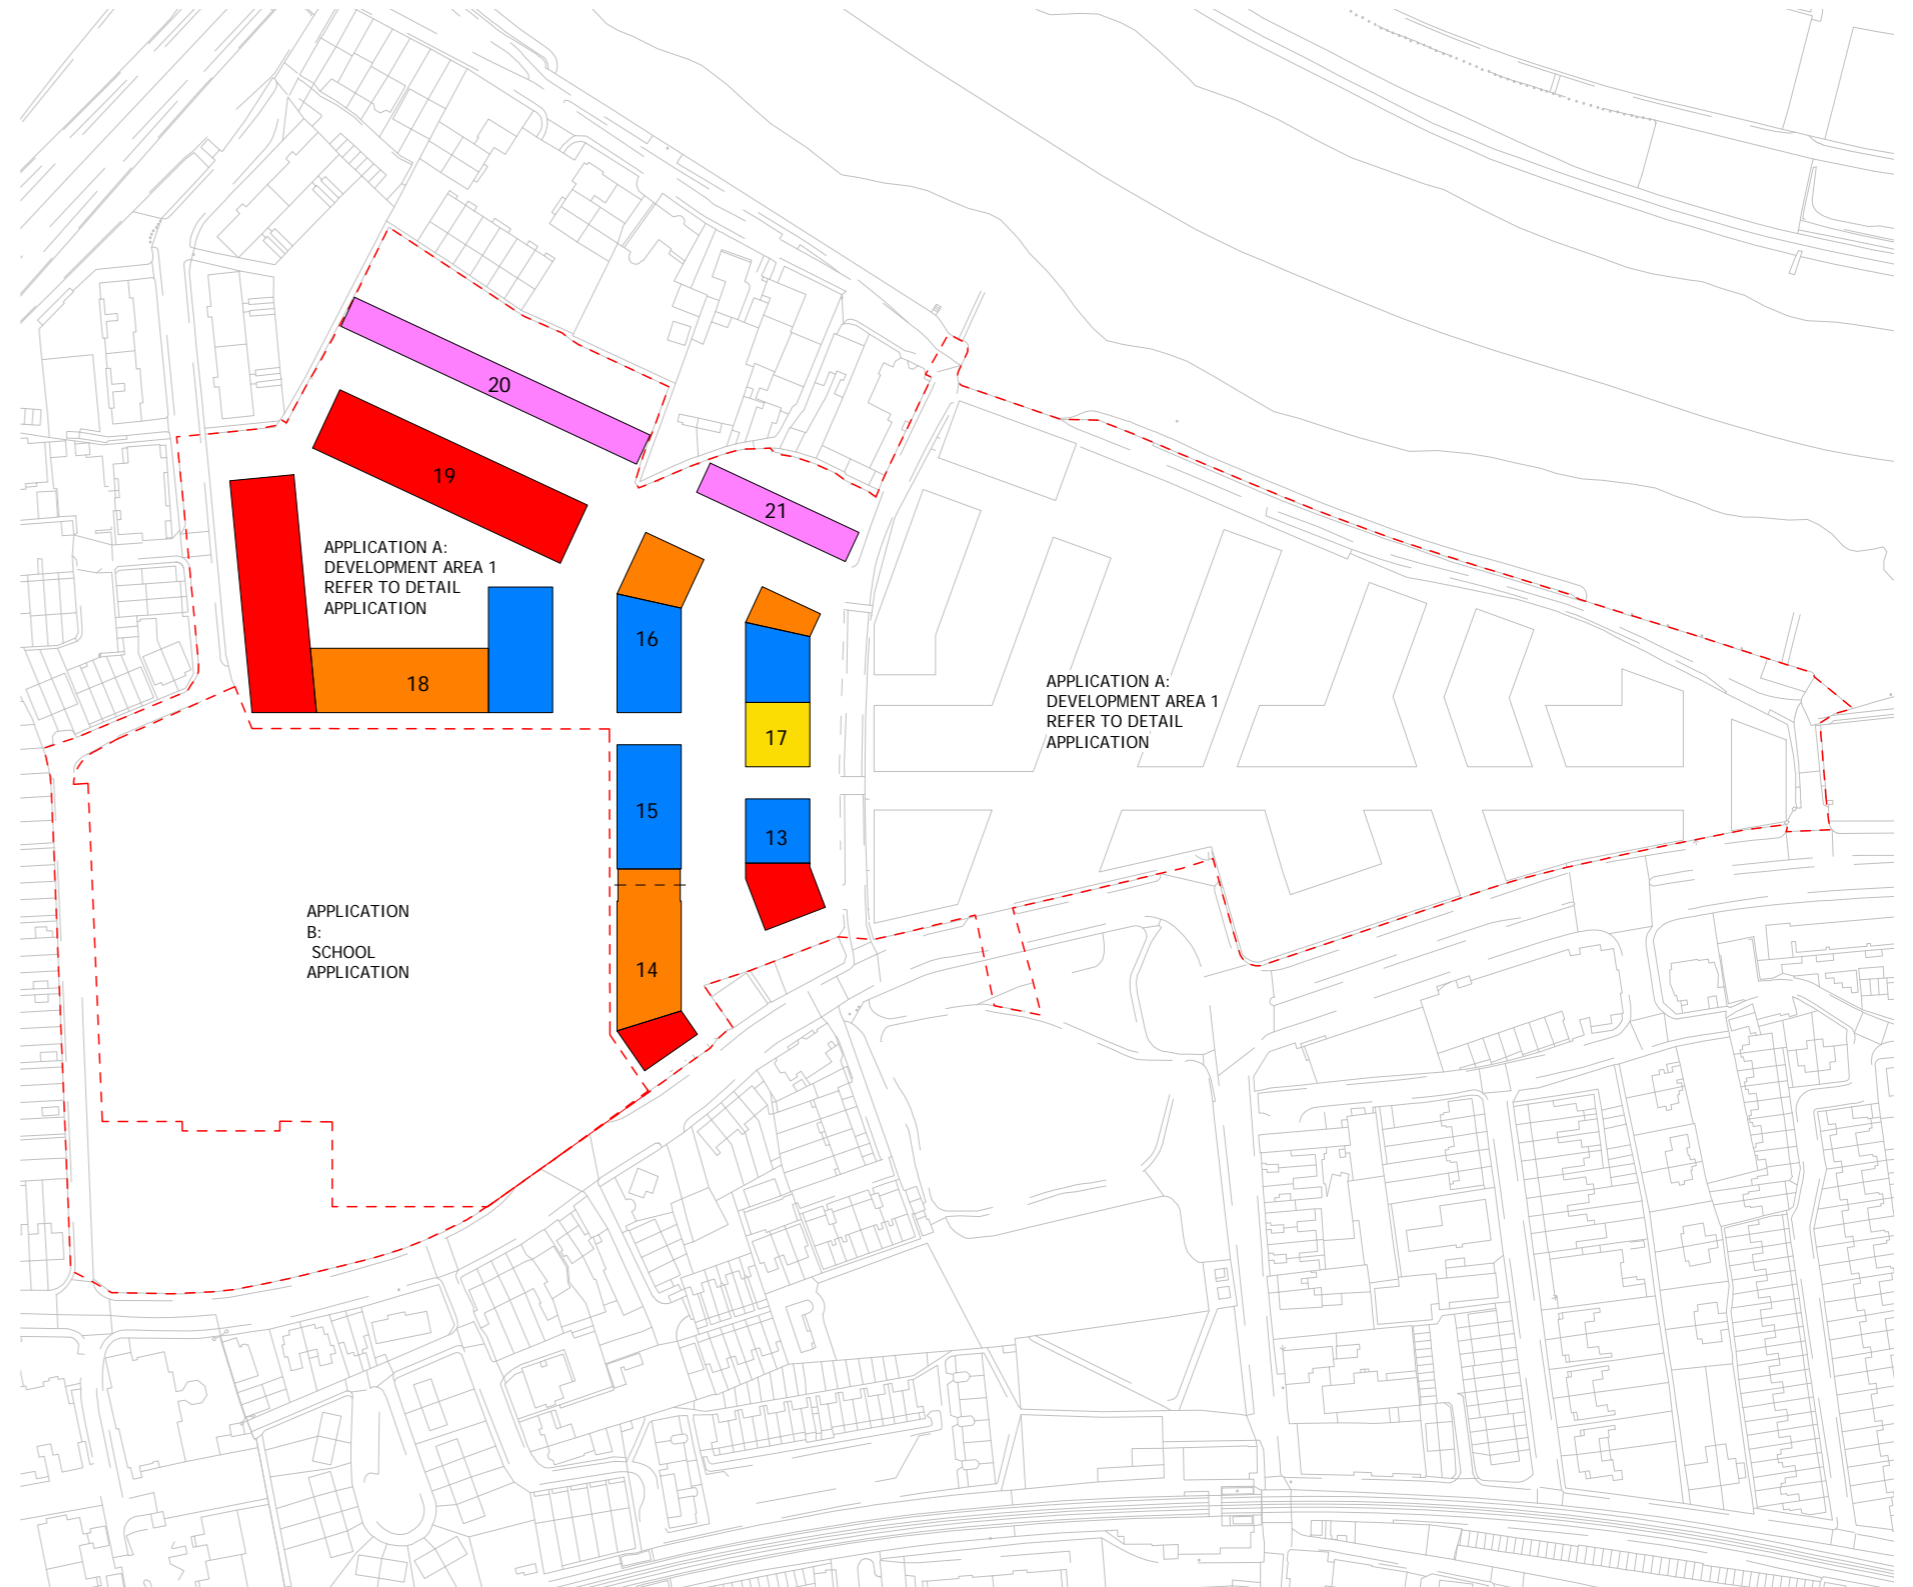 20
19
21
APPLICATION A:
DEVELOPMENT AREA 1
REFER TO DETAIL
APPLICATION
16
18
APPLICATION A:
DEVELOPMENT AREA 1
REFER TO DETAIL
APPLICATION
17
15
13
APPLICATION
B:
SCHOOL
APPLICATION
14